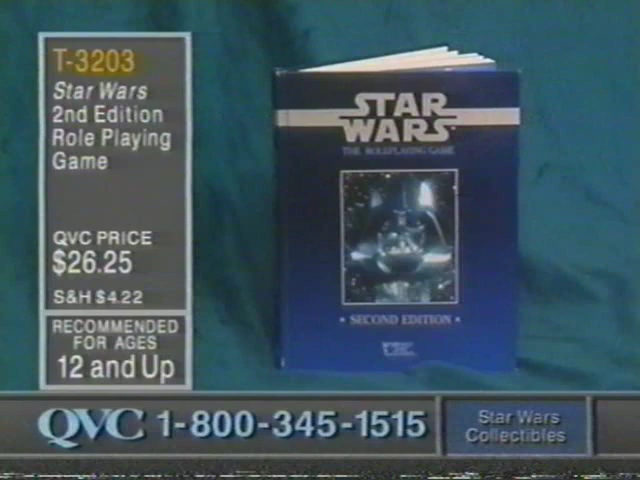 T-3203
Star Wars
2nd Edition
Role Playing
Game
QVC PRICE
$26.25
S&H $4.22
RECOMMENDED
FOR AGES
12 and Up
STAR
WARS
THE ROLEPLAYING GAME
SECOND EDITION
QVC 1-800-345-1515
Star Wars
Collectibles